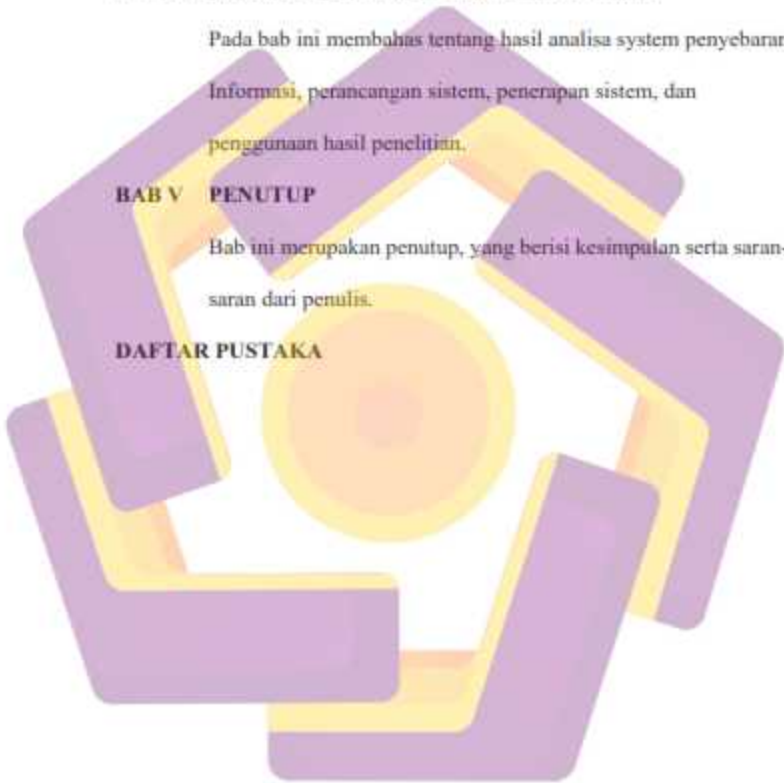 Pada bab ini membahas tentang hasil analisa system penyebaran
Informasi, perancangan sistem, penerapan sistem, dan
penggunaan hasil penelitian.
BAB V PENUTUP
Bab ini merupakan penutup, yang berisi kesimpulan serta saran-
saran dari penulis.
DAFTAR PUSTAKA